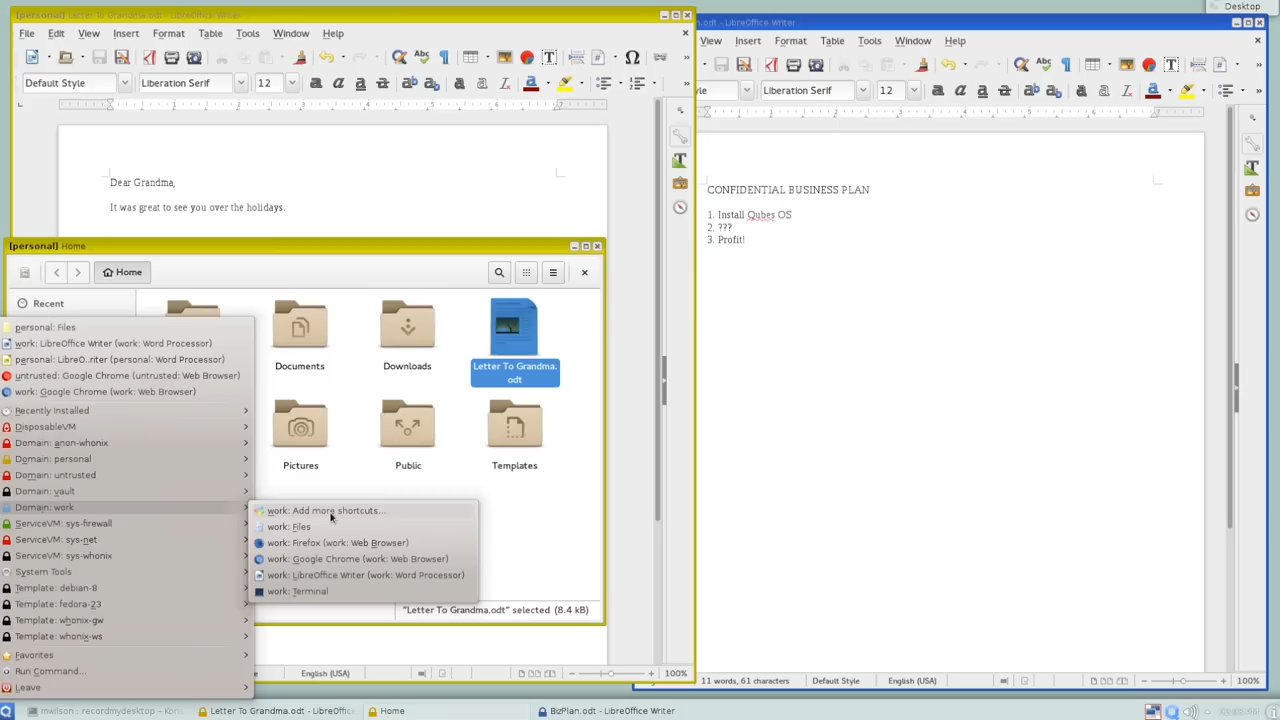 [personal] Letter To Grandma.odt - LibreOffice Writer
File Edit View Insert Format Table Tools Window Help
Default Style Liberation Serif 12
Dear Grandma,
It was great to see you over the holidays.
[personal] Home
Home
Recent
Documents
Downloads
Letter To Grandma.
odt
Pictures
Public
Templates
"Letter To Grandma.odt" selected (8.4 kB)
English (USA)
100%
personal: Files
work: LibreOffice Writer (work: Word Processor)
personal: LibreO..riter (personal: Word Processor)
untrusted: Google Chrome (untrusted: Web Browser)
work: Google Chrome (work: Web Browser)
Recently Installed
DisposableVM
Domain: anon-whonix
Domain: personal
Domain: untrusted
Domain: vault
Domain: work
ServiceVM: sys-firewall
ServiceVM: sys-net
ServiceVM: sys-whonix
System Tools
Template: debian-8
Template: fedora-23
Template: whonix-gw
Template: whonix-ws
Favorites
Run Command...
Leave
work: Add more shortcuts...
work: Files
work: Firefox (work: Web Browser)
work: Google Chrome (work: Web Browser)
work: LibreOffice Writer (work: Word Processor)
work: Terminal
Desktop
.odt - LibreOffice Writer
View Insert Format Table Tools Window Help
Liberation Serif 12
CONFIDENTIAL BUSINESS PLAN
1. Install Qubes OS
2. ???
3. Profit!
11 words, 61 characters Default Style English (USA) 100%
mwilson : recordmydesktop – Kon
Letter To Grandma.odt - LibreOffice
Home
BizPlan.odt - LibreOffice Writer